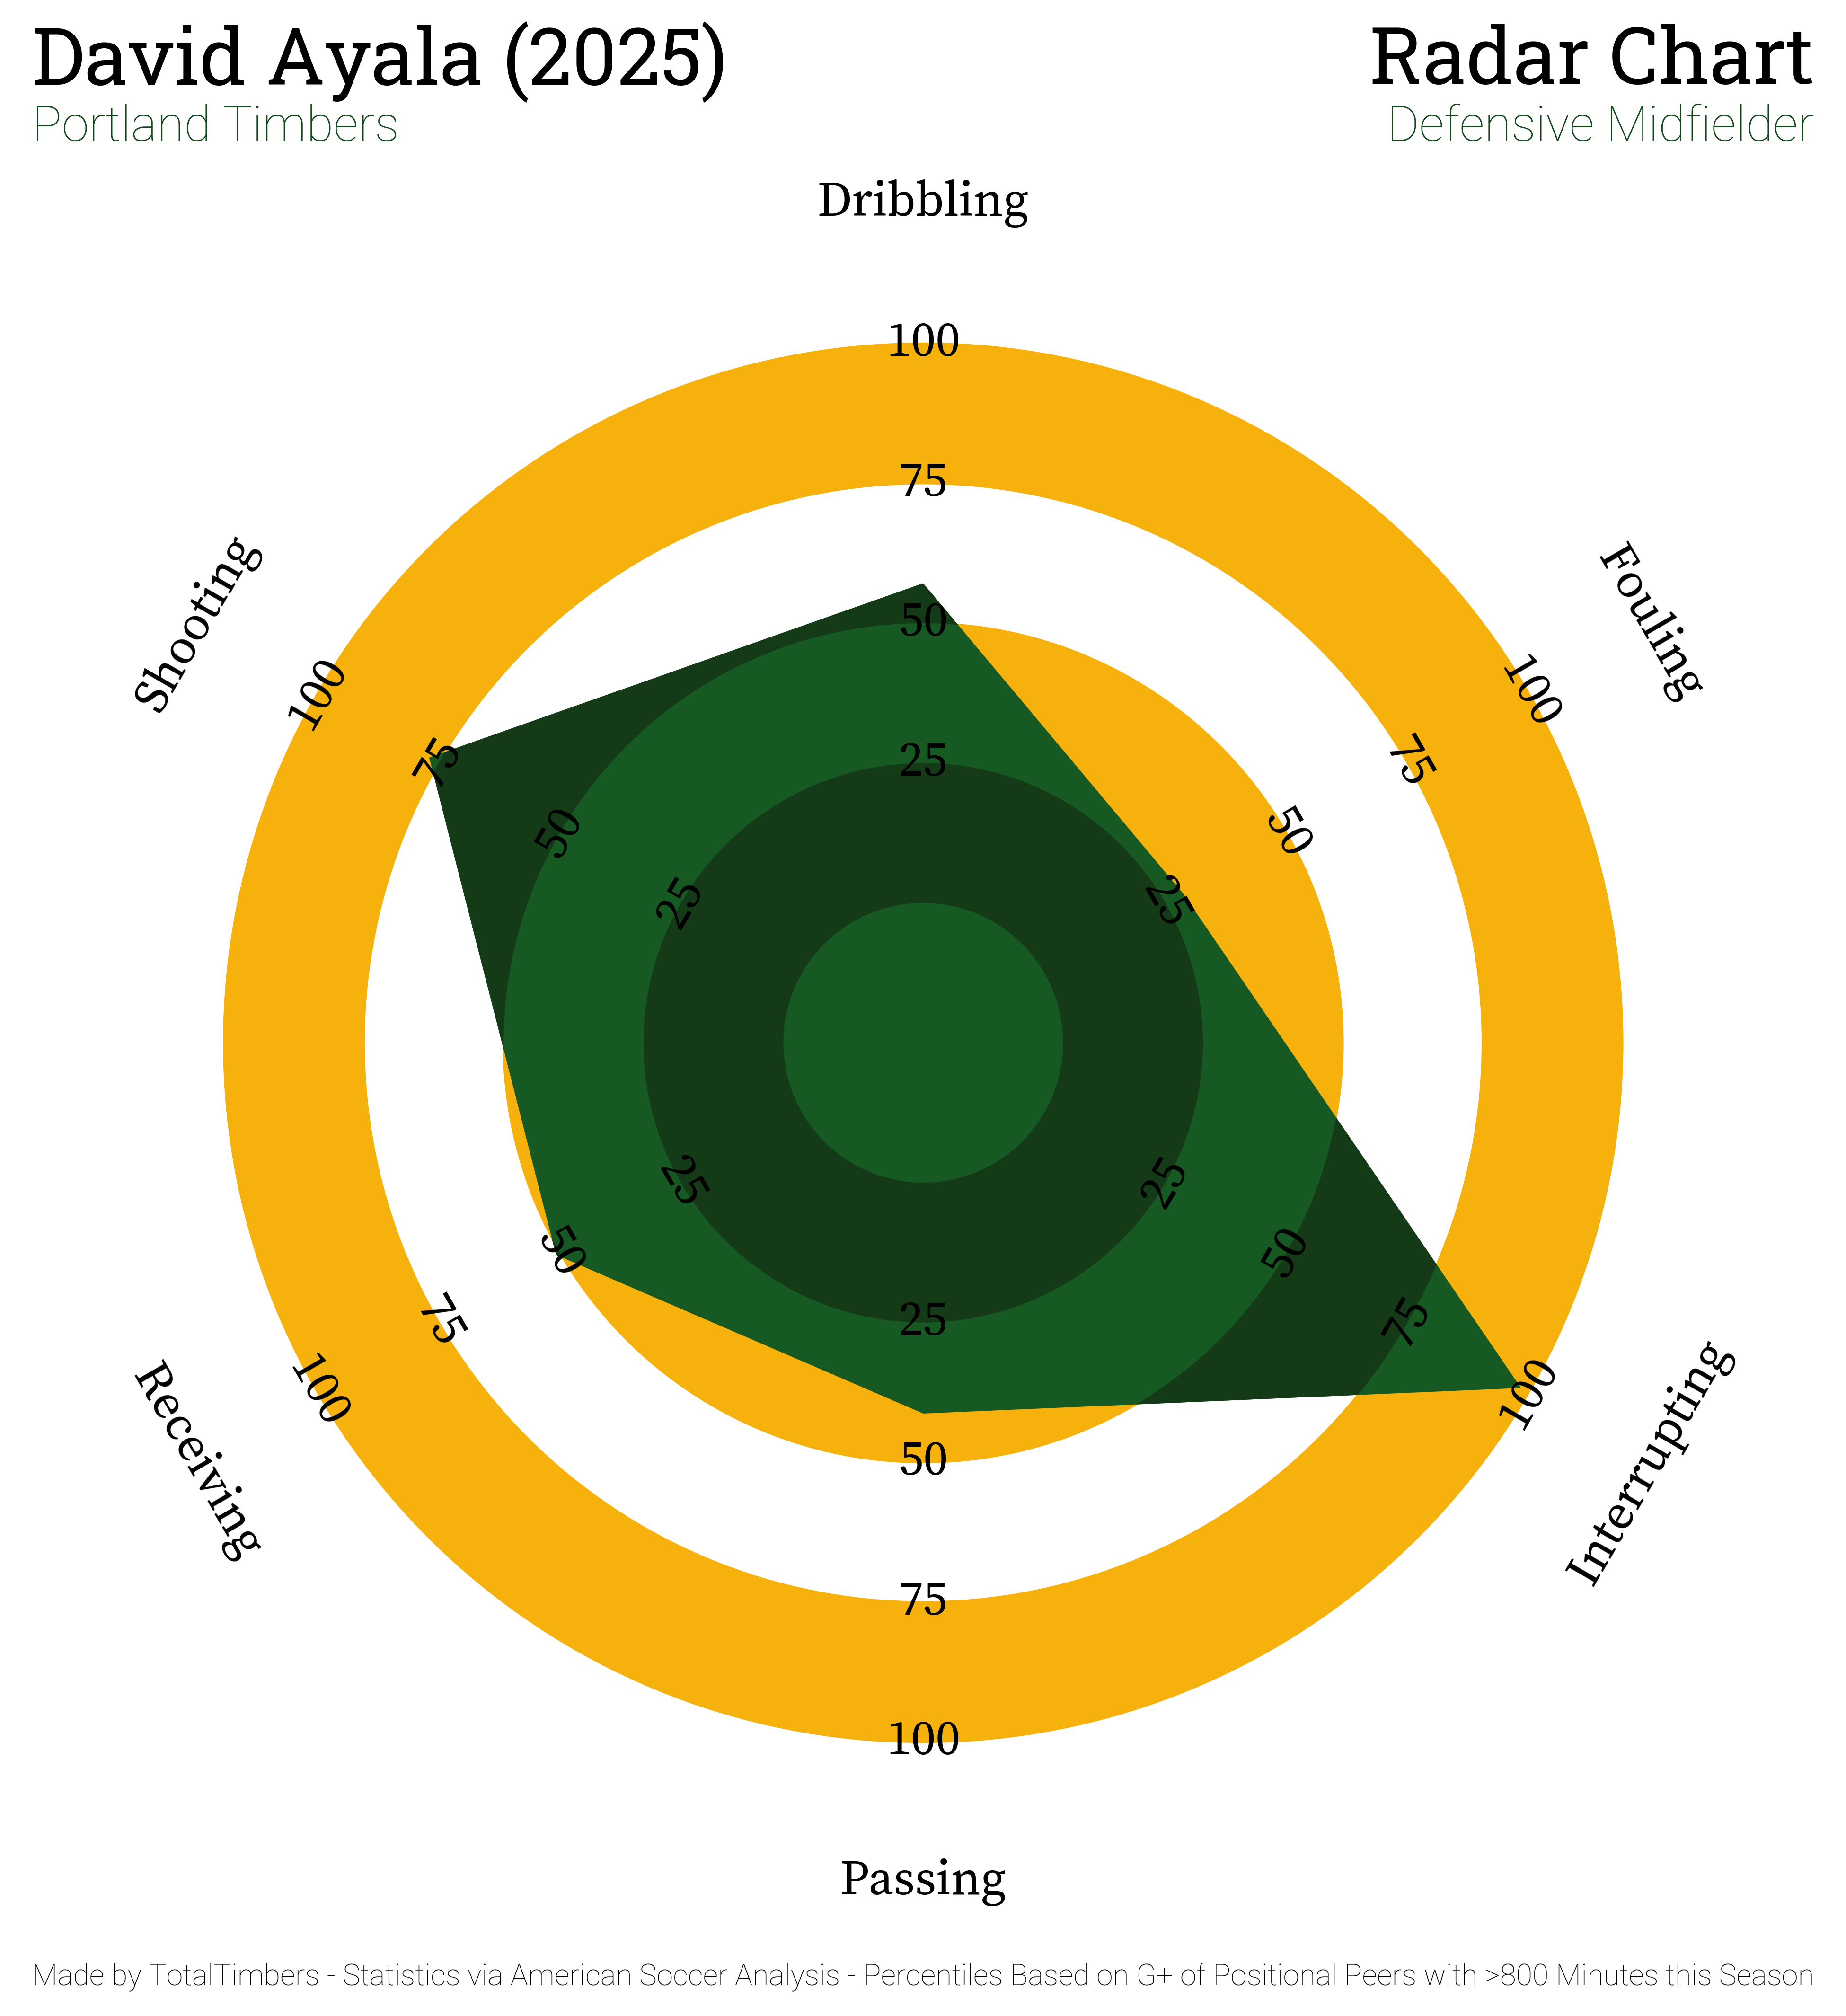 David Ayala (2025)
Radar Chart
Portland Timbers
Defensive Midfielder
Dribbling
100
75
50
25
Fouling
100
75
50
25
Interrupting
25
50
75
100
Passing
25
50
75
100
Receiving
25
50
75
100
Shooting
100
75
50
25
Made by TotalTimbers - Statistics via American Soccer Analysis - Percentiles Based on G+ of Positional Peers with >800 Minutes this Season